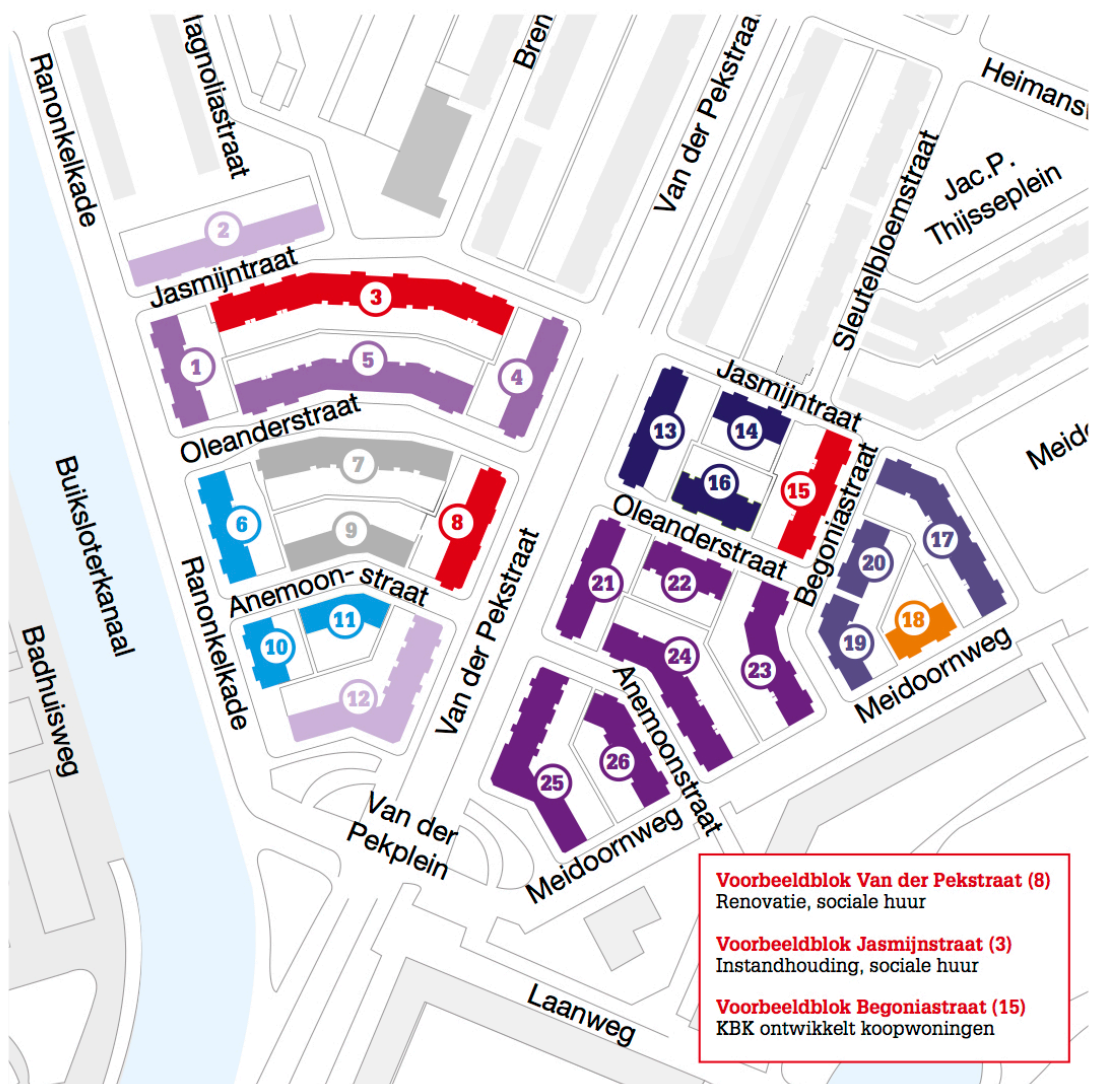 Magnoliastraat
Bren
Van der Pekstraat
Heimans
Ranonkelkade
Jac.P.
Thijsseplein
Sleutelbloemstraat
2
Jasmijntraat
3
1
5
4
Jasmijntraat
Oleanderstraat
13
14
15
16
Meido
Buiksloterkanaal
7
8
6
9
Begoniastraat
Oleanderstraat
17
20
Ranonkelkade
Anemoon-straat
Van der Pekstraat
21
22
18
19
10
11
12
24
23
Meidoornweg
Badhuisweg
Anemoonstraat
25
26
Van der
Pekplein
Meidoornweg
Laanweg
Voorbeeldblok Van der Pekstraat (8)
Renovatie, sociale huur
Voorbeeldblok Jasmijnstraat (3)
Instandhouding, sociale huur
Voorbeeldblok Begoniastraat (15)
KBK ontwikkelt koopwoningen